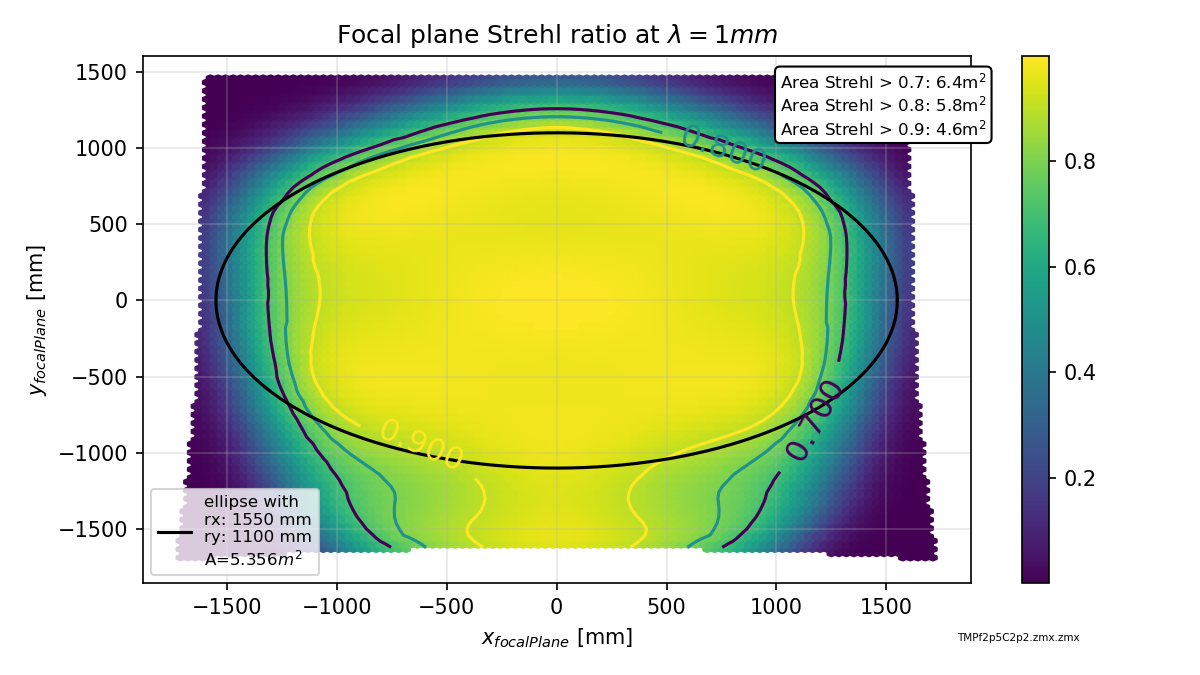 Focal plane Strehl ratio at λ = 1mm
Area Strehl > 0.7: 6.4m²
Area Strehl > 0.8: 5.8m²
Area Strehl > 0.9: 4.6m²
1500
1000
500
0
−500
−1000
−1500
y_focalPlane [mm]
0.800
0.900
0.700
ellipse with
rx: 1550 mm
ry: 1100 mm
A=5.356m²
−1500 −1000 −500 0 500 1000 1500
x_focalPlane [mm]
0.8
0.6
0.4
0.2
TMPf2p5C2p2.zmx.zmx